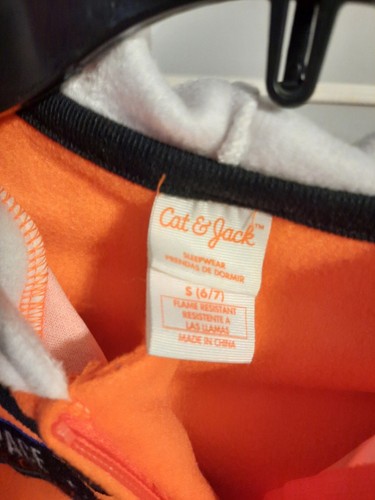 Cat & Jack™
SLEEPWEAR
PRENDAS DE DORMIR
S (6/7)
FLAME RESISTANT
RESISTENTE A
LAS LLAMAS
MADE IN CHINA